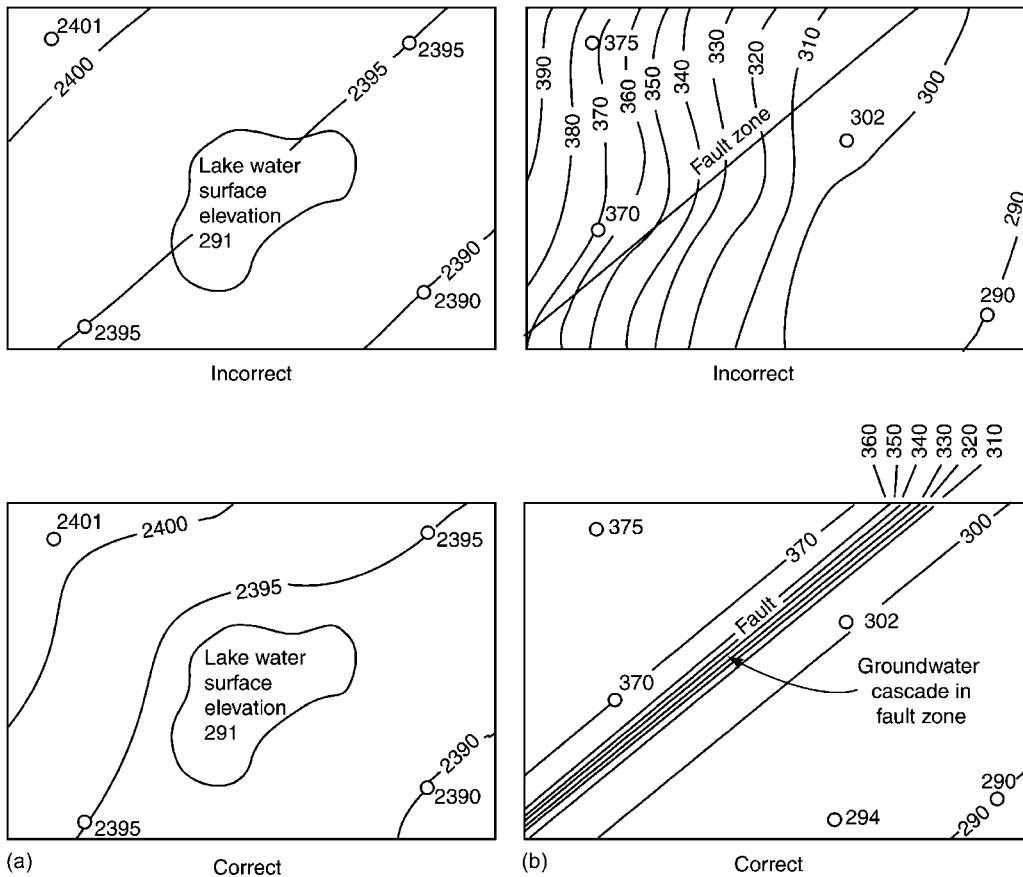 2401
2400
2395
2395
Lake water
surface
elevation
291
2390
2390
2395
Incorrect
390
380
375
370
360
350
340
330
320
310
300
302
Fault zone
370
290
290
Incorrect
2401
2400
2395
2395
Lake water
surface
elevation
291
2390
2390
2395
(a)
Correct
360
350
340
330
320
310
375
370
300
Fault
302
370
Groundwater
cascade in
fault zone
294
290
290
(b)
Correct